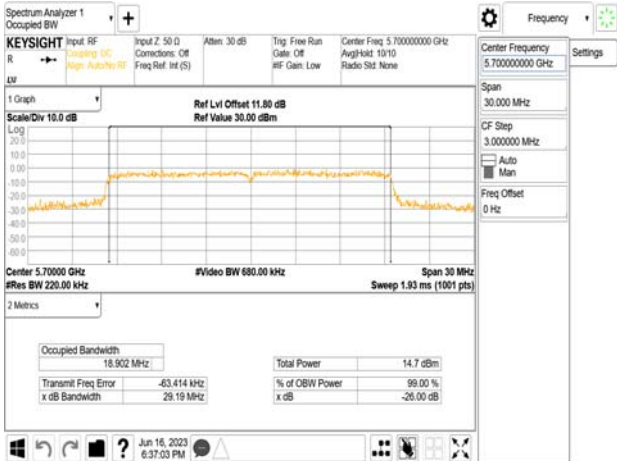 Spectrum Analyzer 1
Occupied BW
Frequency
KEYSIGHT
R
LU
Input: RF
Coupling: DC
Align: Auto/No RF
Input Z: 50 Ω
Corrections: Off
Freq Ref: Int (S)
Atten: 30 dB
Trig: Free Run
Gate: Off
#IF Gain: Low
Center Freq: 5.700000000 GHz
Avg|Hold: 10/10
Radio Std: None
Center Frequency
5.700000000 GHz
Settings
Span
30.000 MHz
CF Step
3.000000 MHz
Auto
Man
Freq Offset
0 Hz
1 Graph
Scale/Div 10.0 dB
Ref Lvl Offset 11.80 dB
Ref Value 30.00 dBm
Log
20.0
10.0
0.00
-10.0
-20.0
-30.0
-40.0
-50.0
-60.0
Center 5.70000 GHz
#Video BW 680.00 kHz
Span 30 MHz
#Res BW 220.00 kHz
Sweep 1.93 ms (1001 pts)
2 Metrics
Occupied Bandwidth
18.902 MHz
Total Power 14.7 dBm
Transmit Freq Error -63.414 kHz
% of OBW Power 99.00 %
x dB Bandwidth 29.19 MHz
x dB -26.00 dB
Jun 16, 2023
6:37:03 PM